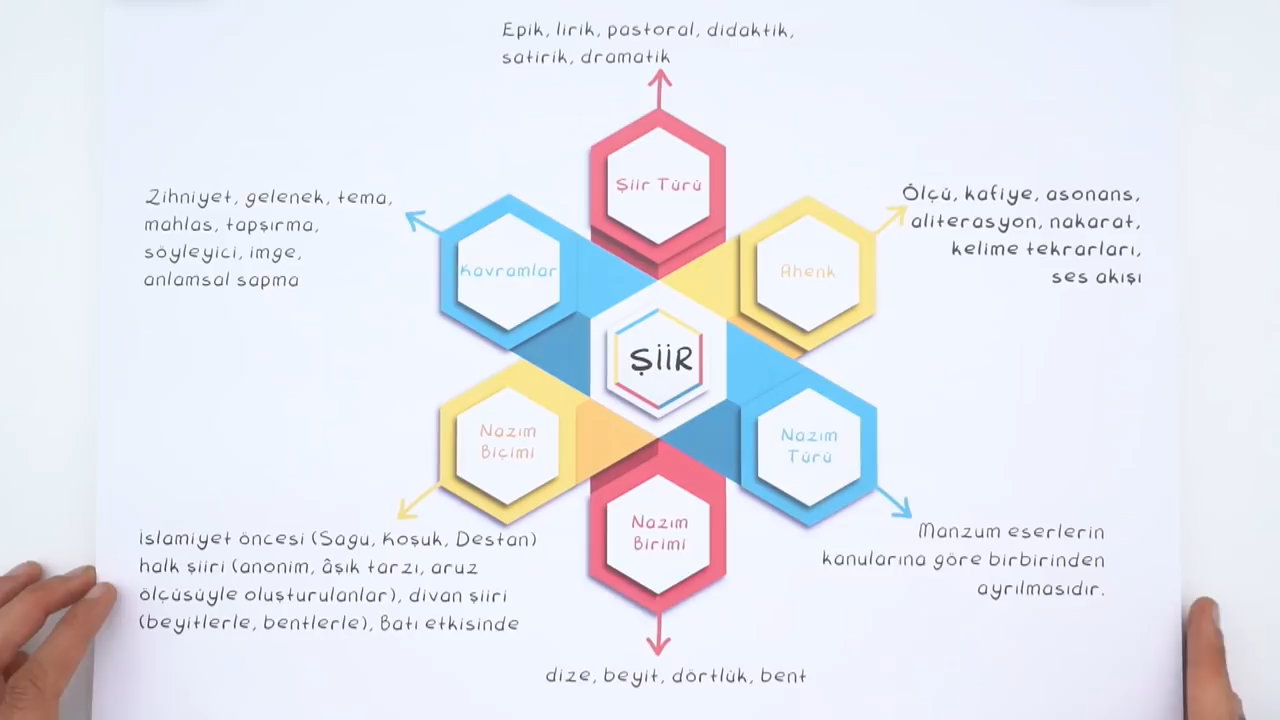 Epik, lirik, pastoral, didaktik,
satirik, dramatik
Şiir Türü
Zihniyet, gelenek, tema,
mahlas, tapşırma,
söyleyici, imge,
anlamsal sapma
Kavramlar
Ölçü, kafiye, asonans,
aliterasyon, nakarat,
kelime tekrarları,
ses akışı
Ahenk
ŞİİR
Nazım
Biçimi
İslamiyet öncesi (Sagu, Koşuk, Destan)
halk şiiri (anonim, âşık tarzı, aruz
ölçüsüyle oluşturulanlar), divan şiiri
(beyitlerle, bentlerle), Batı etkisinde
Nazım
Türü
Manzum eserlerin
kanularına göre birbirinden
ayrılmasıdır.
Nazım
Birimi
dize, beyit, dörtlük, bent